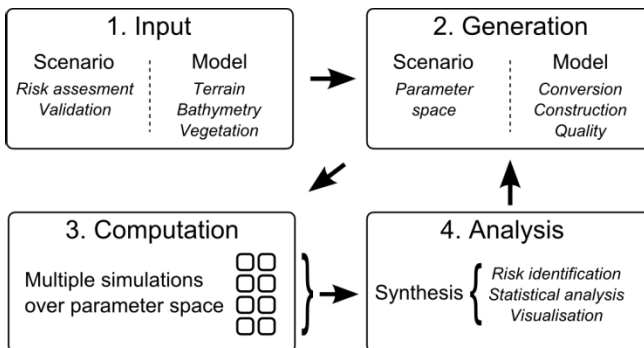 1. Input
Scenario
Model
Risk assesment
Validation
Terrain
Bathymetry
Vegetation
2. Generation
Scenario
Model
Parameter
space
Conversion
Construction
Quality
3. Computation
Multiple simulations
over parameter space
4. Analysis
Synthesis
Risk identification
Statistical analysis
Visualisation